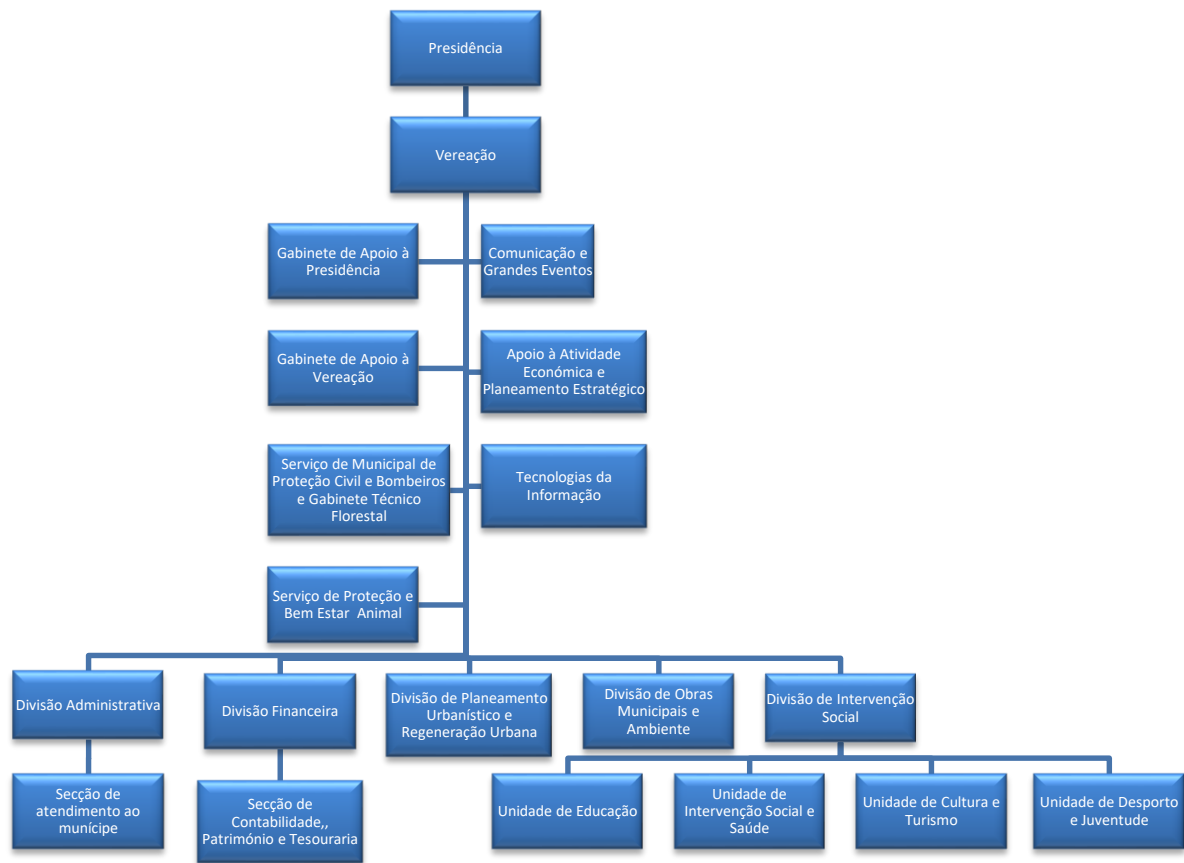 Presidência
Vereação
Gabinete de Apoio à
Presidência
Comunicação e
Grandes Eventos
Gabinete de Apoio à
Vereação
Apoio à Atividade
Económica e
Planeamento Estratégico
Serviço de Municipal de
Proteção Civil e Bombeiros
e Gabinete Técnico
Florestal
Tecnologias da
Informação
Serviço de Proteção e
Bem Estar Animal
Divisão Administrativa
Divisão Financeira
Divisão de Planeamento
Urbanístico e
Regeneração Urbana
Divisão de Obras
Municipais e
Ambiente
Divisão de Intervenção
Social
Secção de
atendimento ao
munícipe
Secção de
Contabilidade,,
Património e Tesouraria
Unidade de Educação
Unidade de
Intervenção Social e
Saúde
Unidade de Cultura e
Turismo
Unidade de Desporto
e Juventude